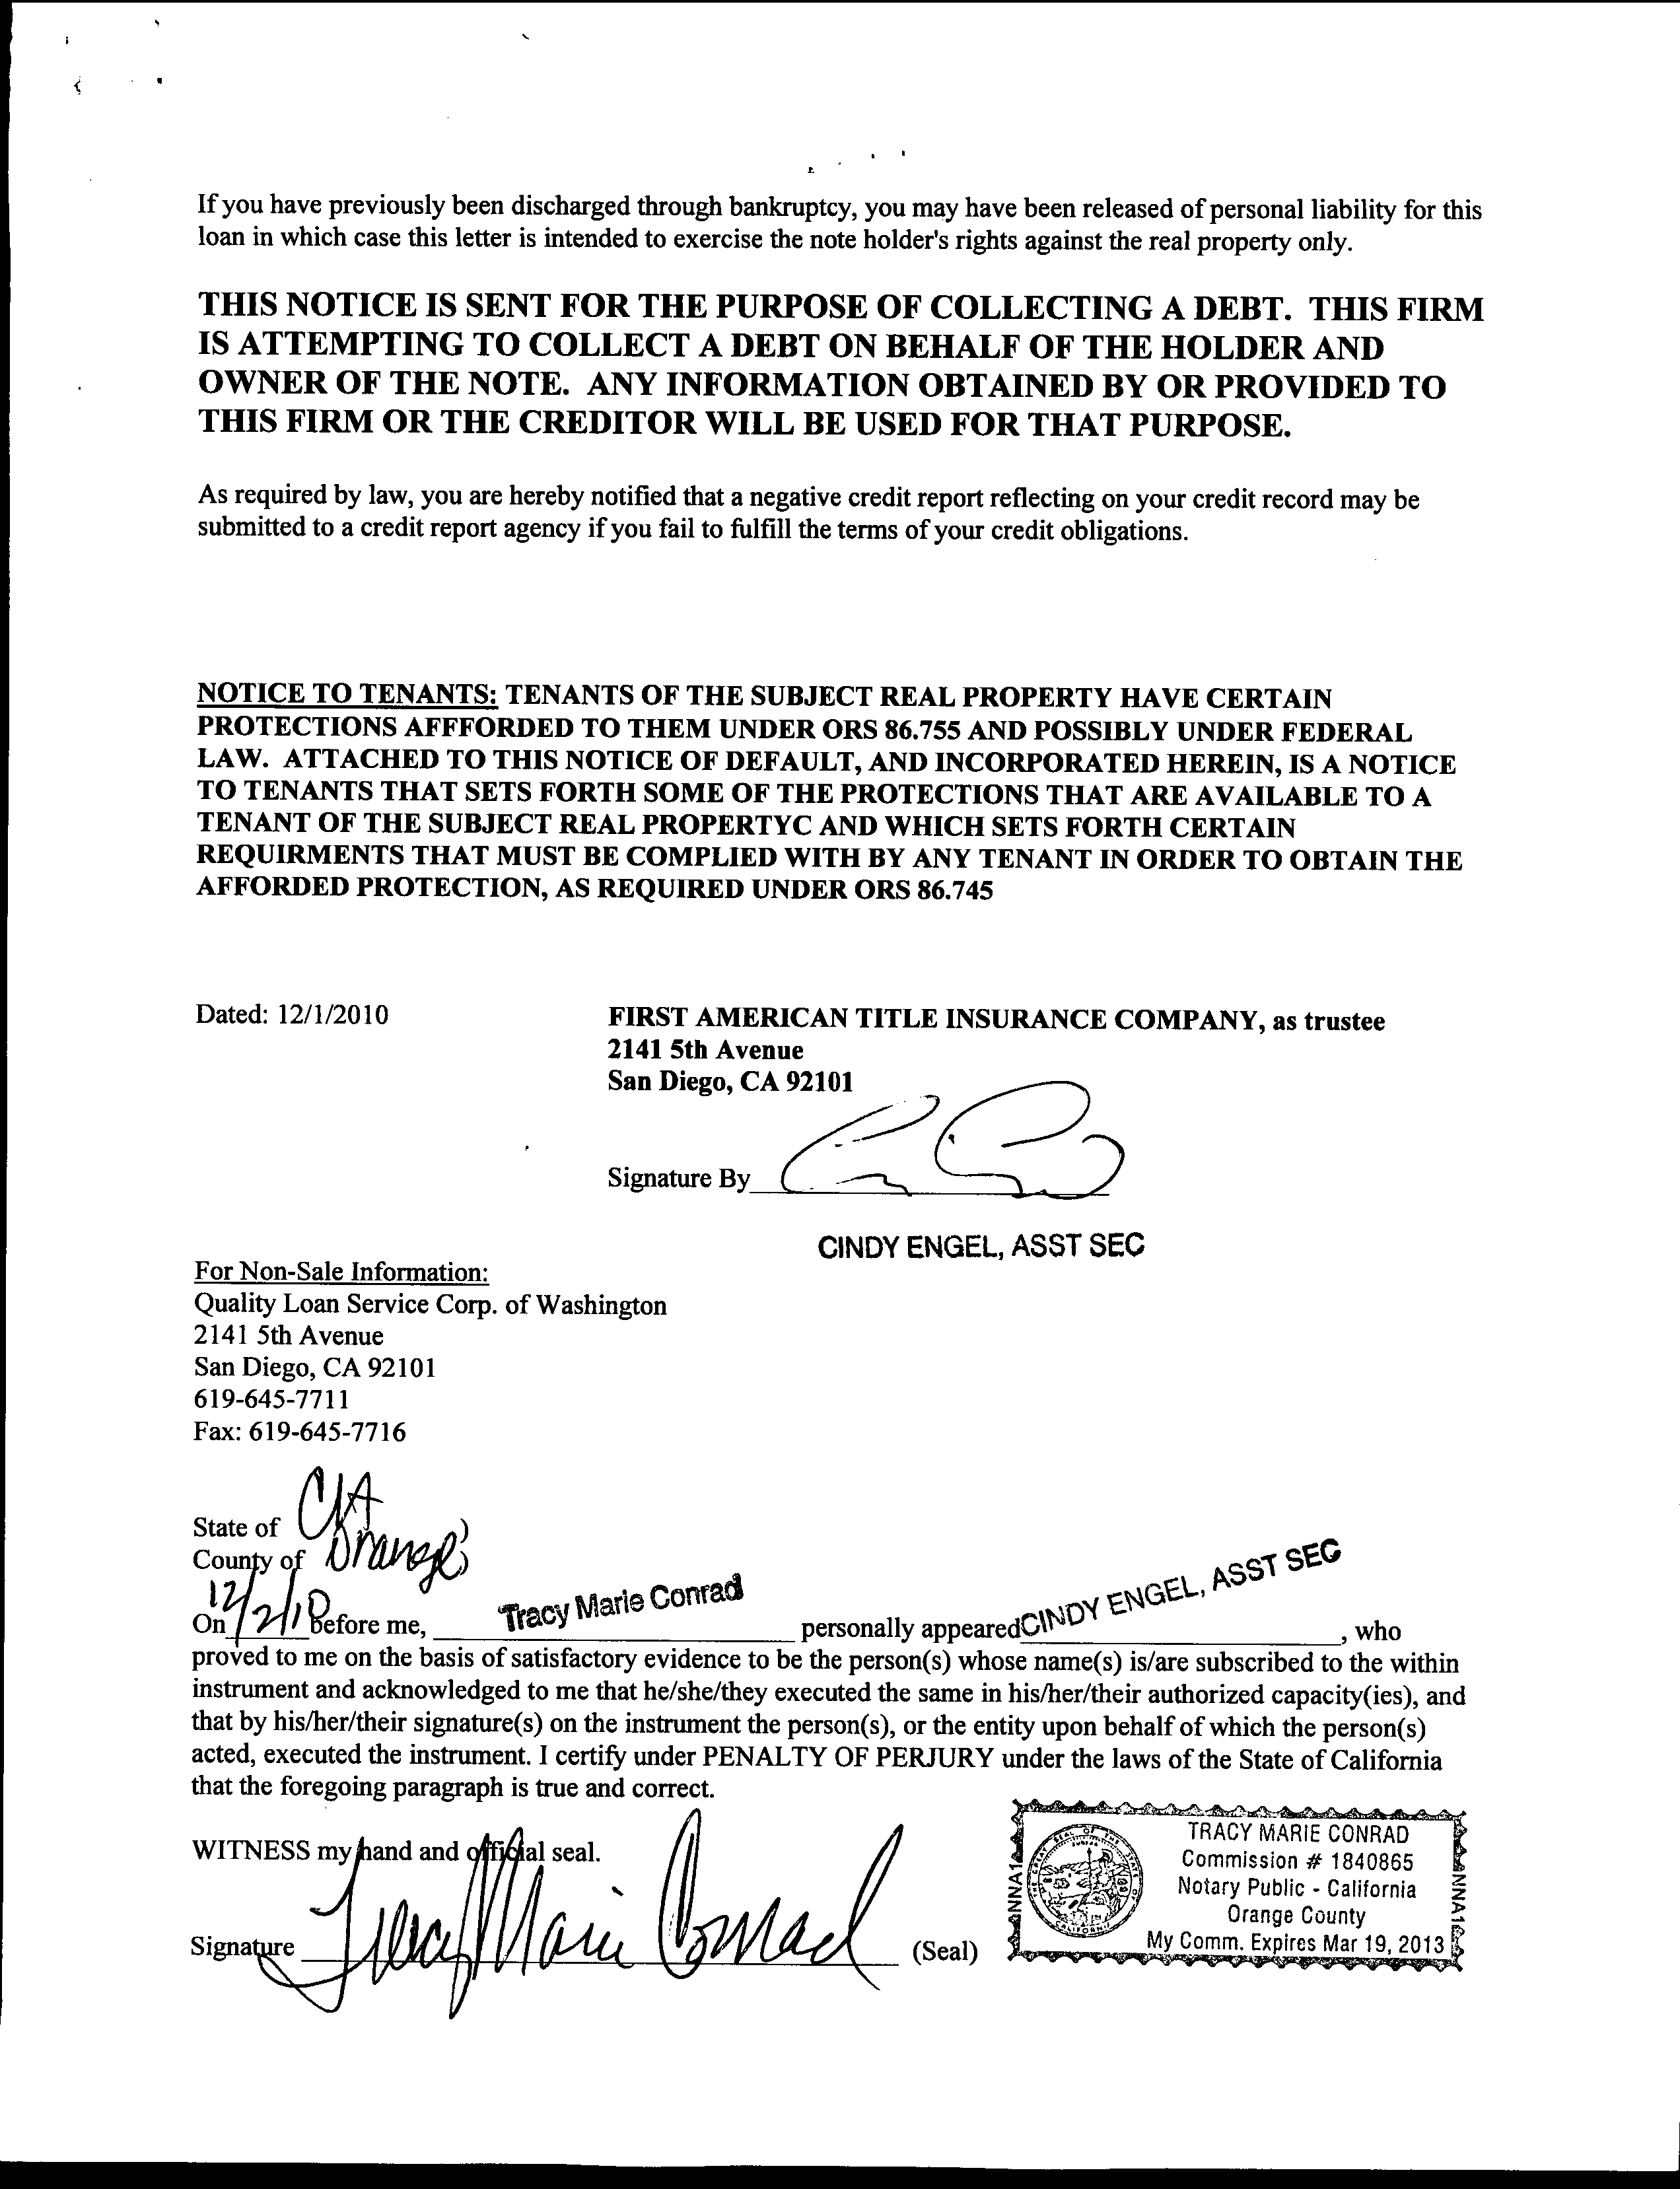 If you have previously been discharged through bankruptcy, you may have been released of personal liability for this
loan in which case this letter is intended to exercise the note holder's rights against the real property only.
THIS NOTICE IS SENT FOR THE PURPOSE OF COLLECTING A DEBT. THIS FIRM
IS ATTEMPTING TO COLLECT A DEBT ON BEHALF OF THE HOLDER AND
OWNER OF THE NOTE. ANY INFORMATION OBTAINED BY OR PROVIDED TO
THIS FIRM OR THE CREDITOR WILL BE USED FOR THAT PURPOSE.
As required by law, you are hereby notified that a negative credit report reflecting on your credit record may be
submitted to a credit report agency if you fail to fulfill the terms of your credit obligations.
NOTICE TO TENANTS: TENANTS OF THE SUBJECT REAL PROPERTY HAVE CERTAIN
PROTECTIONS AFFFORDED TO THEM UNDER ORS 86.755 AND POSSIBLY UNDER FEDERAL
LAW. ATTACHED TO THIS NOTICE OF DEFAULT, AND INCORPORATED HEREIN, IS A NOTICE
TO TENANTS THAT SETS FORTH SOME OF THE PROTECTIONS THAT ARE AVAILABLE TO A
TENANT OF THE SUBJECT REAL PROPERTYC AND WHICH SETS FORTH CERTAIN
REQUIRMENTS THAT MUST BE COMPLIED WITH BY ANY TENANT IN ORDER TO OBTAIN THE
AFFORDED PROTECTION, AS REQUIRED UNDER ORS 86.745
Dated: 12/1/2010 FIRST AMERICAN TITLE INSURANCE COMPANY, as trustee
2141 5th Avenue
San Diego, CA 92101
Signature By
CINDY ENGEL, ASST SEC
For Non-Sale Information:
Quality Loan Service Corp. of Washington
2141 5th Avenue
San Diego, CA 92101
619-645-7711
Fax: 619-645-7716
State of CA )
County of Orange )
On 12/2/10 before me, Tracy Marie Conrad personally appeared CINDY ENGEL, ASST SEC, who
proved to me on the basis of satisfactory evidence to be the person(s) whose name(s) is/are subscribed to the within
instrument and acknowledged to me that he/she/they executed the same in his/her/their authorized capacity(ies), and
that by his/her/their signature(s) on the instrument the person(s), or the entity upon behalf of which the person(s)
acted, executed the instrument. I certify under PENALTY OF PERJURY under the laws of the State of California
that the foregoing paragraph is true and correct.
WITNESS my hand and official seal.
Signature Tracy Marie Conrad (Seal)
TRACY MARIE CONRAD
Commission # 1840865
Notary Public - California
Orange County
My Comm. Expires Mar 19, 2013